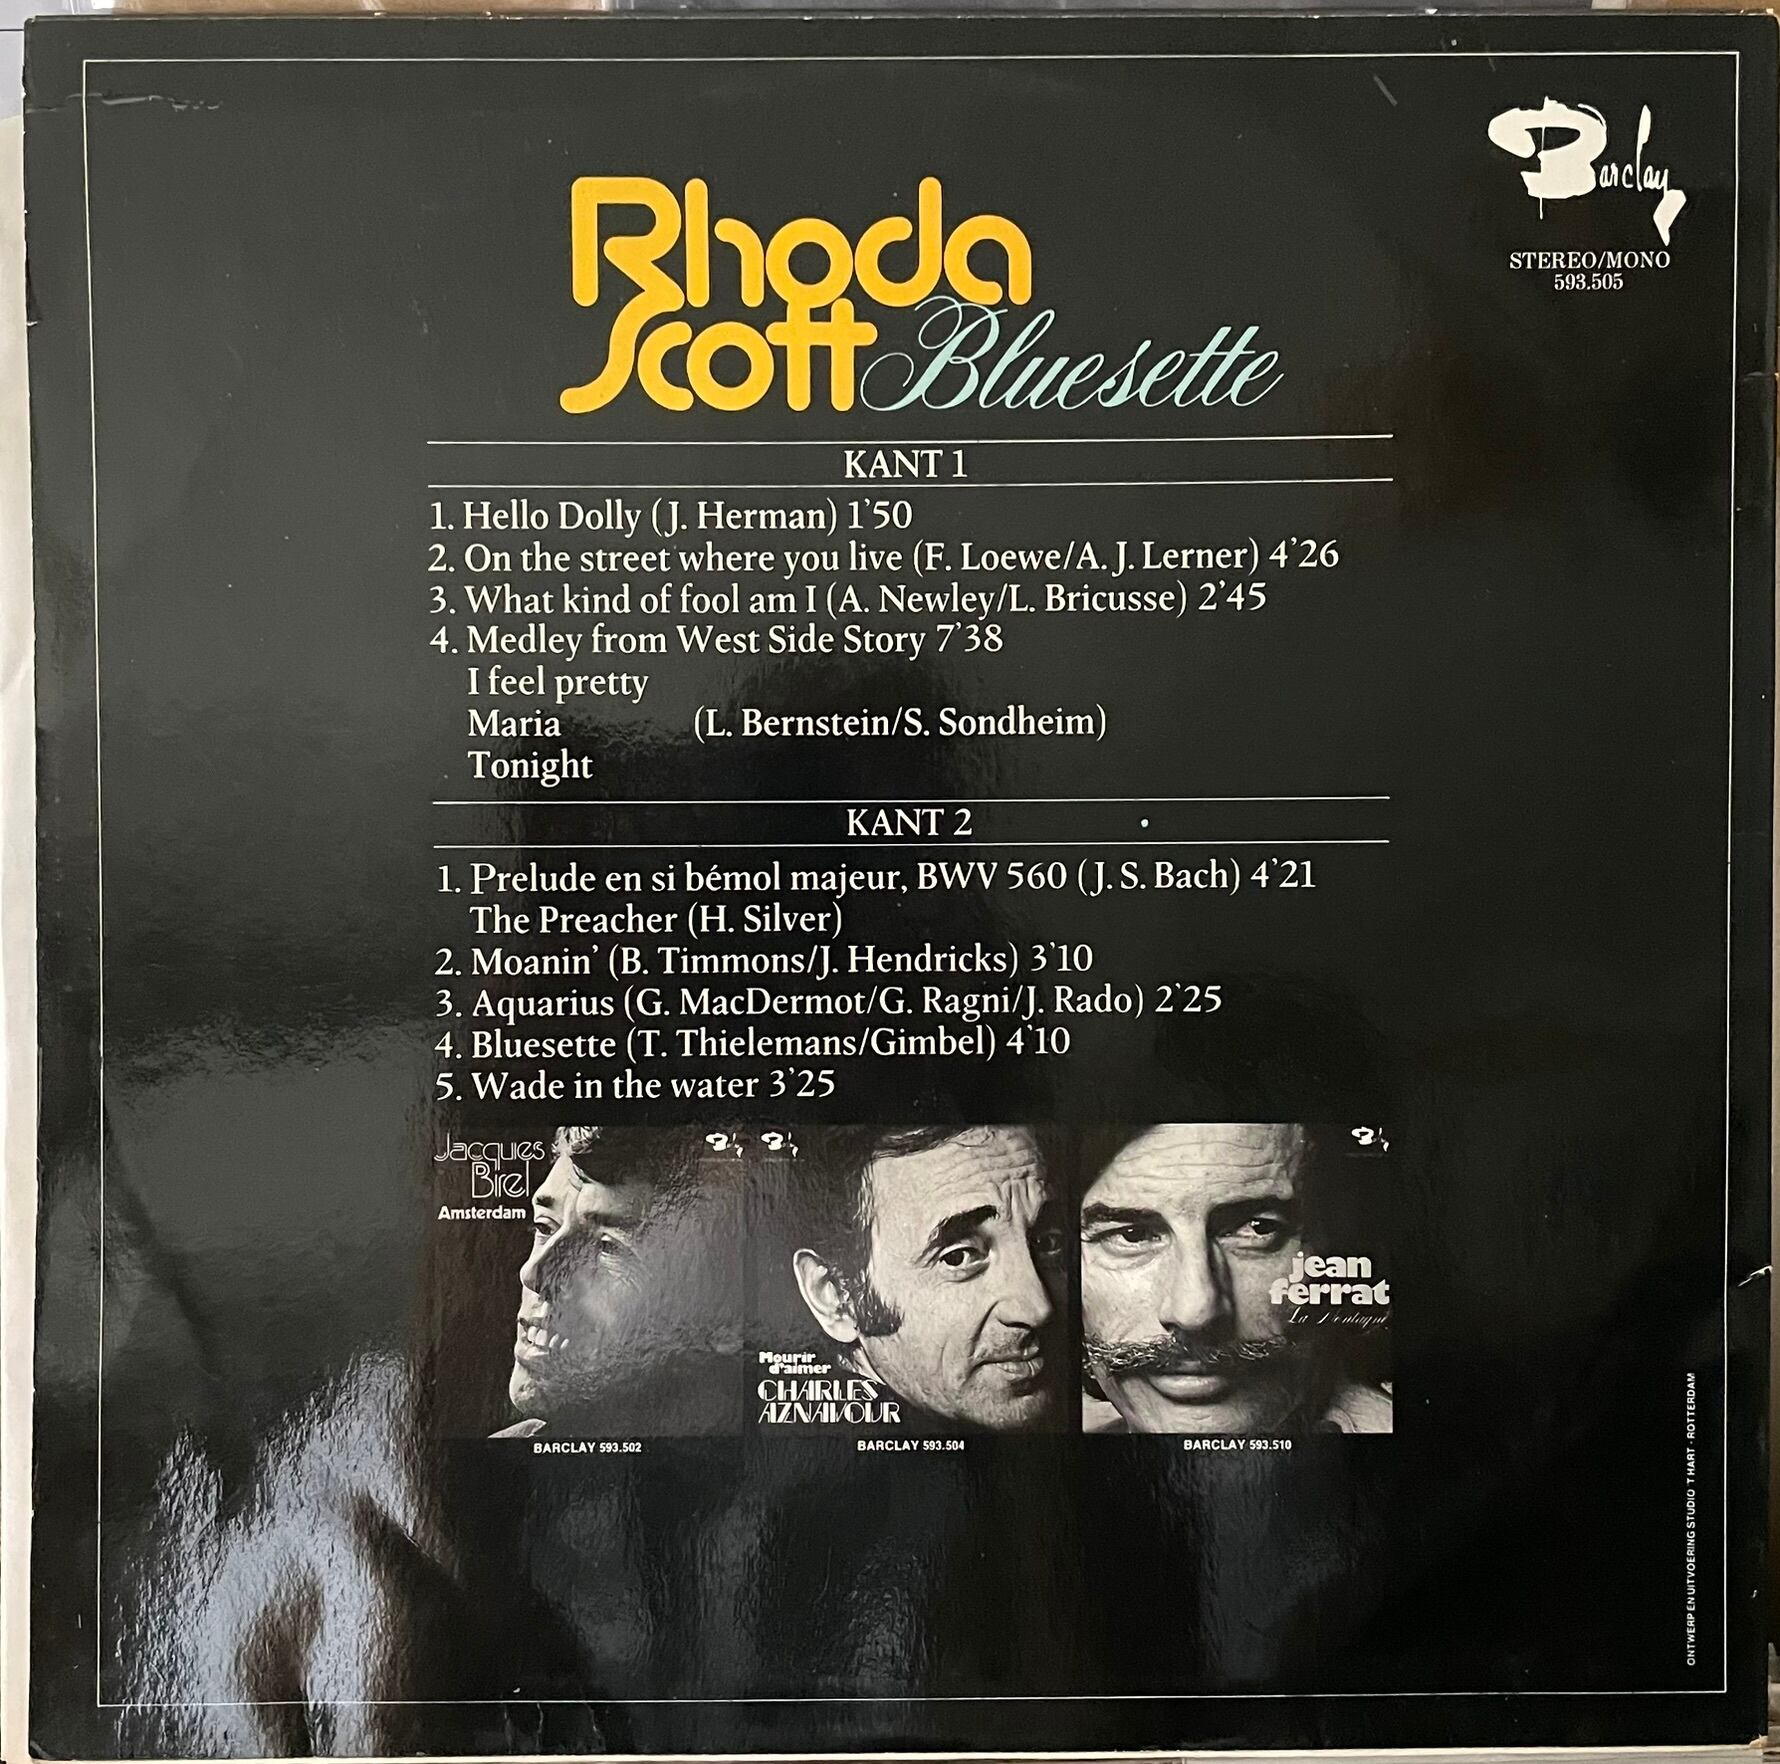 Barclay
STEREO/MONO
593.505
Rhoda
Scott Bluesette
KANT 1
1. Hello Dolly (J. Herman) 1'50
2. On the street where you live (F. Loewe/A. J. Lerner) 4'26
3. What kind of fool am I (A. Newley/L. Bricusse) 2'45
4. Medley from West Side Story 7'38
I feel pretty
Maria (L. Bernstein/S. Sondheim)
Tonight
KANT 2
1. Prelude en si bémol majeur, BWV 560 (J. S. Bach) 4'21
The Preacher (H. Silver)
2. Moanin' (B. Timmons/J. Hendricks) 3'10
3. Aquarius (G. MacDermot/G. Ragni/J. Rado) 2'25
4. Bluesette (T. Thielemans/Gimbel) 4'10
5. Wade in the water 3'25
Jacques
Brel
Amsterdam
BARCLAY 593.502
Mourir
d'aimer
CHARLES
AZNAVOUR
BARCLAY 593.504
jean
ferrat
La Montagne
BARCLAY 593.510
ONTWERP EN UITVOERING STUDIO 'T HART - ROTTERDAM